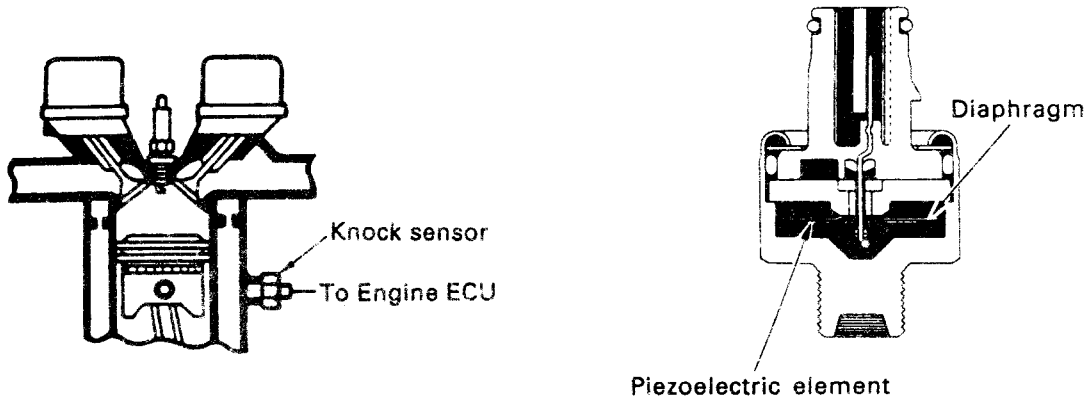 Knock sensor
To Engine ECU
Diaphragm
Piezoelectric element